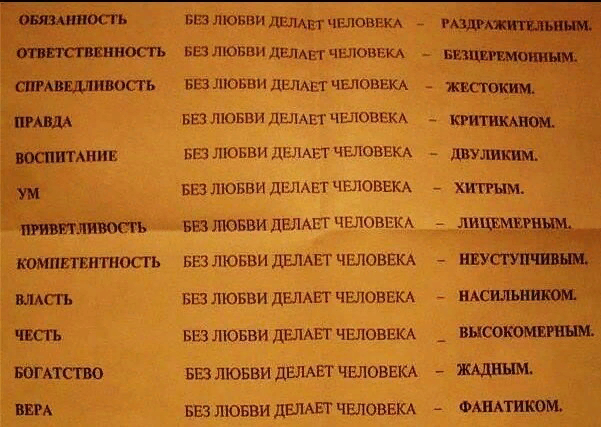 ОБЯЗАННОСТЬ БЕЗ ЛЮБВИ ДЕЛАЕТ ЧЕЛОВЕКА – РАЗДРАЖИТЕЛЬНЫМ.
ОТВЕТСТВЕННОСТЬ БЕЗ ЛЮБВИ ДЕЛАЕТ ЧЕЛОВЕКА – БЕЗЦЕРЕМОННЫМ.
СПРАВЕДЛИВОСТЬ БЕЗ ЛЮБВИ ДЕЛАЕТ ЧЕЛОВЕКА – ЖЕСТОКИМ.
ПРАВДА БЕЗ ЛЮБВИ ДЕЛАЕТ ЧЕЛОВЕКА – КРИТИКАНОМ.
ВОСПИТАНИЕ БЕЗ ЛЮБВИ ДЕЛАЕТ ЧЕЛОВЕКА – ДВУЛИКИМ.
УМ БЕЗ ЛЮБВИ ДЕЛАЕТ ЧЕЛОВЕКА – ХИТРЫМ.
ПРИВЕТЛИВОСТЬ БЕЗ ЛЮБВИ ДЕЛАЕТ ЧЕЛОВЕКА – ЛИЦЕМЕРНЫМ.
КОМПЕТЕНТНОСТЬ БЕЗ ЛЮБВИ ДЕЛАЕТ ЧЕЛОВЕКА – НЕУСТУПЧИВЫМ.
ВЛАСТЬ БЕЗ ЛЮБВИ ДЕЛАЕТ ЧЕЛОВЕКА – НАСИЛЬНИКОМ.
ЧЕСТЬ БЕЗ ЛЮБВИ ДЕЛАЕТ ЧЕЛОВЕКА – ВЫСОКОМЕРНЫМ.
БОГАТСТВО БЕЗ ЛЮБВИ ДЕЛАЕТ ЧЕЛОВЕКА – ЖАДНЫМ.
ВЕРА БЕЗ ЛЮБВИ ДЕЛАЕТ ЧЕЛОВЕКА – ФАНАТИКОМ.